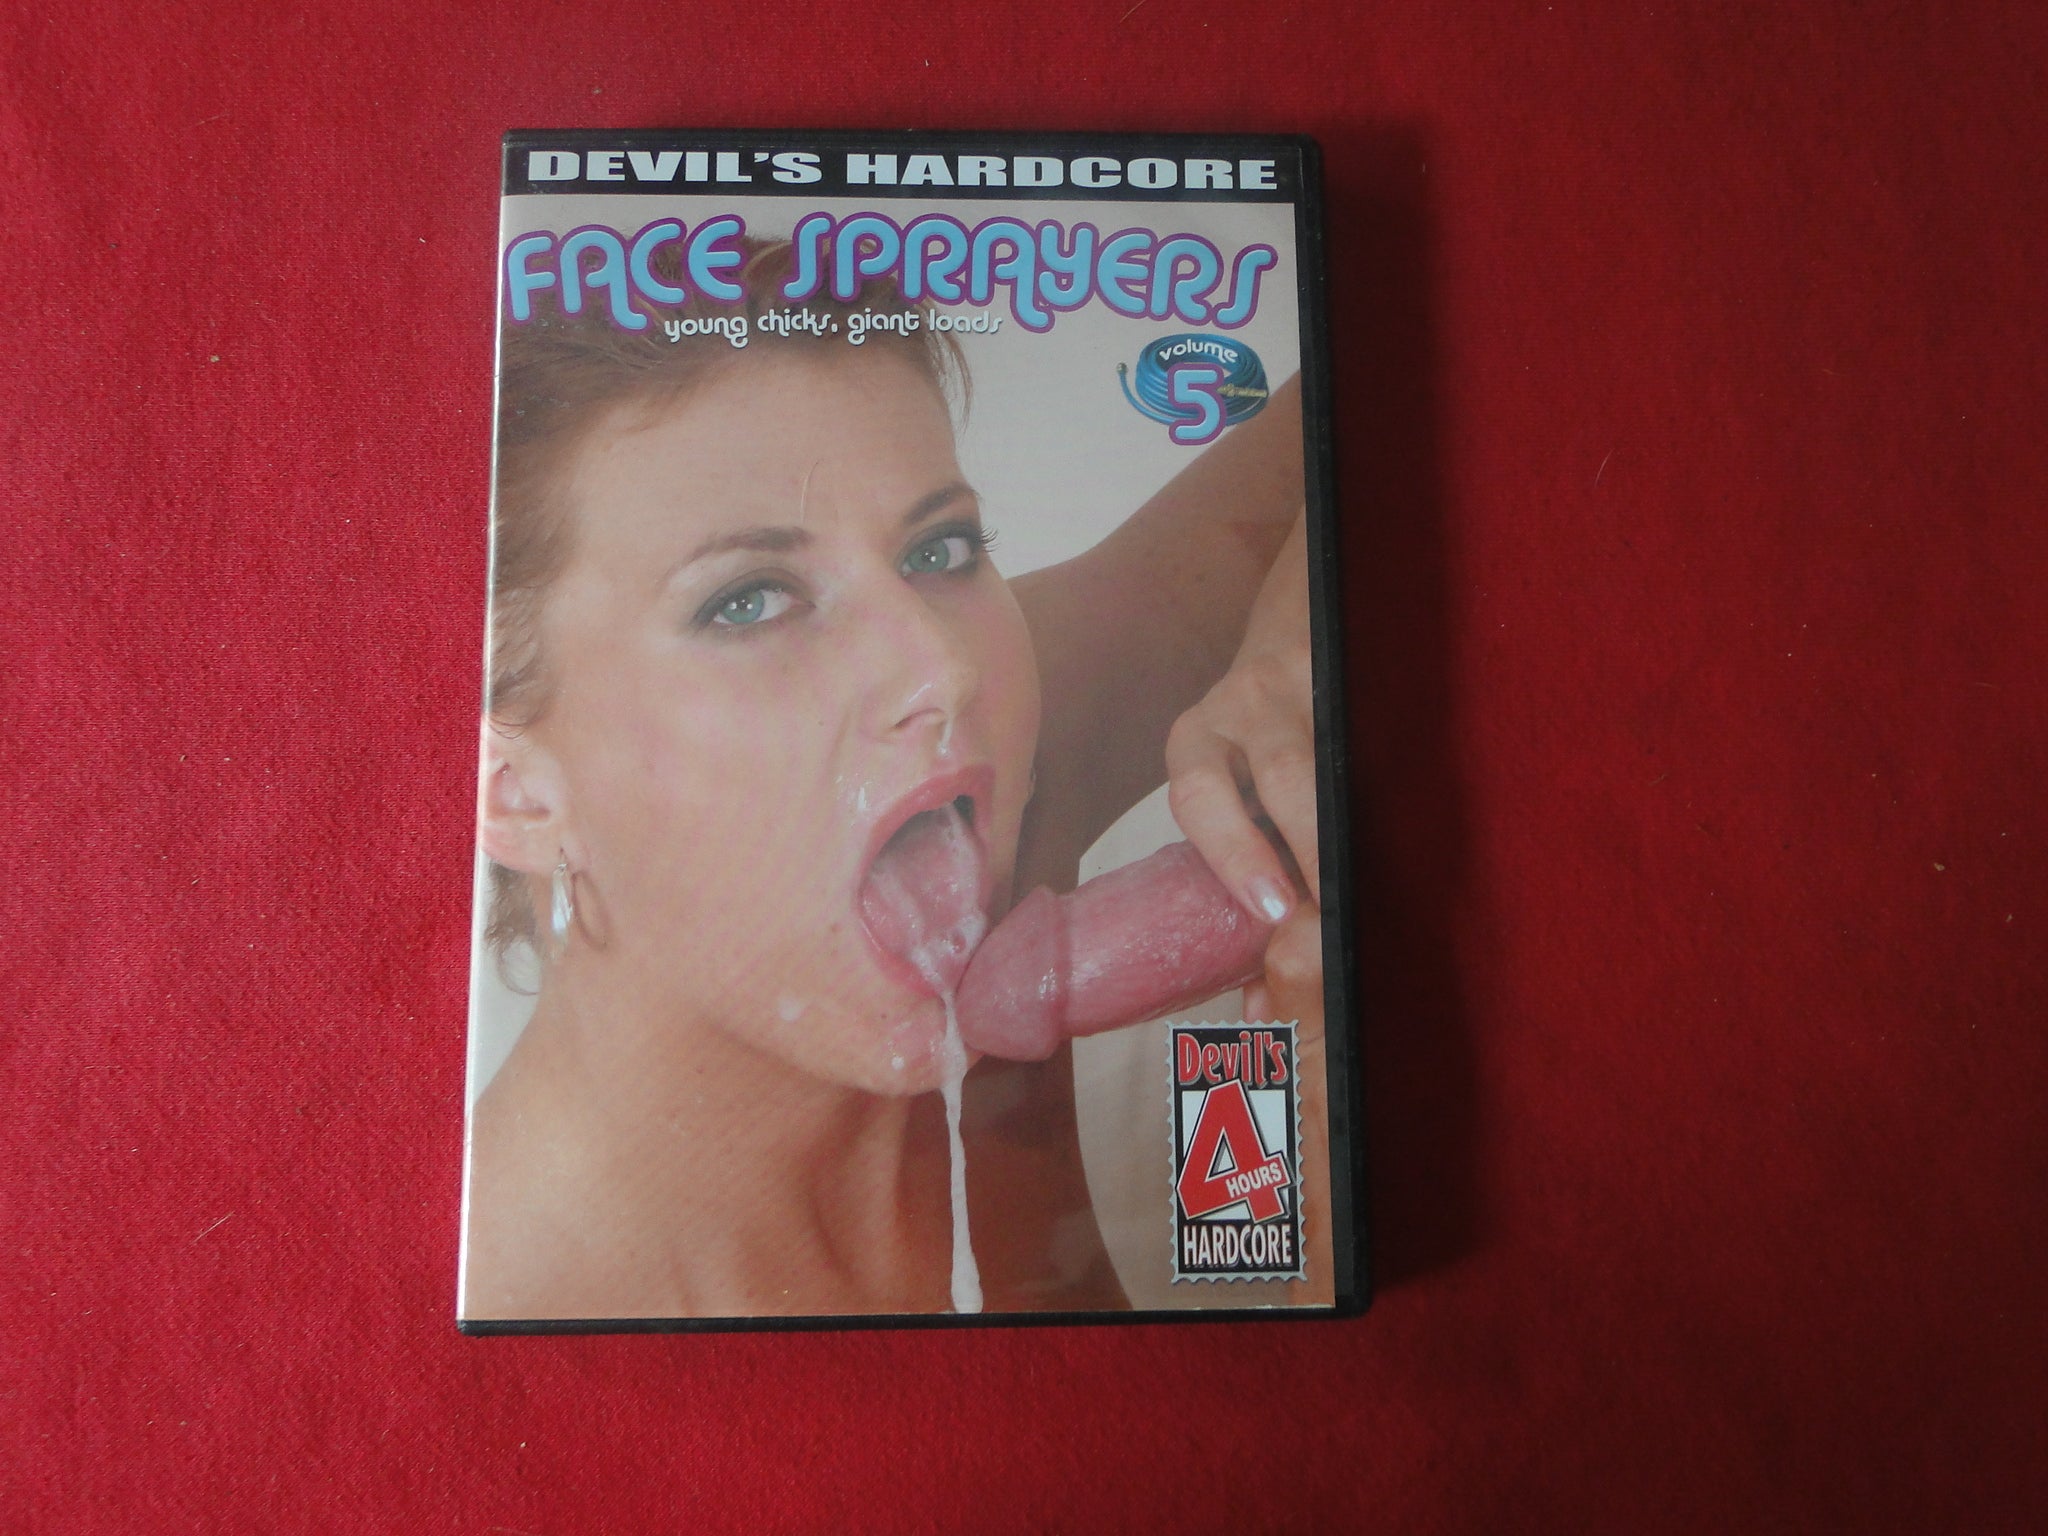 DEVIL'S HARDCORE
FACE SPRAYERS
young chicks, giant loads
volume
5
Devil's
4
HOURS
HARDCORE